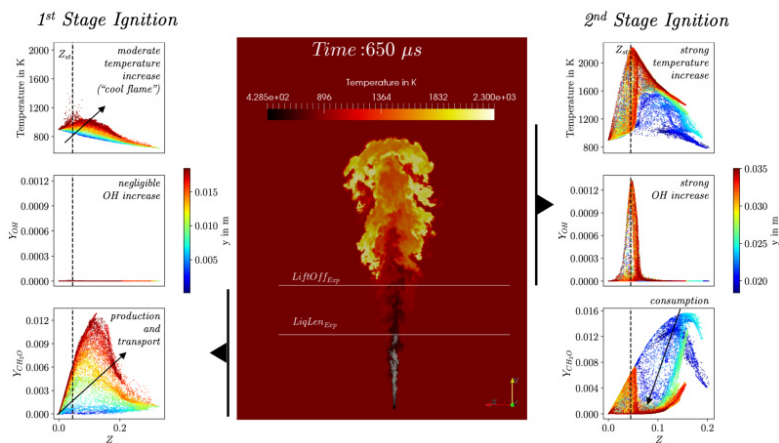 1st Stage Ignition
Temperature in K
2000
1600
1200
800
Zst
moderate
temperature
increase
("cool flame")
YOH
0.0012
0.0009
0.0006
0.0003
0.0000
negligible
OH increase
0.015
0.010
0.005
y in m
YCH2O
0.012
0.009
0.006
0.003
0.000
production
and
transport
0.0
0.2
Z
Time:650 μs
Temperature in K
4.285e+02
896
1364
1832
2.300e+03
LiftOffExp
LiqLenExp
2nd Stage Ignition
Temperature in K
2000
1600
1200
800
Zst
strong
temperature
increase
YOH
0.0012
0.0009
0.0006
0.0003
0.0000
strong
OH increase
0.035
0.030
0.025
0.020
y in m
consumption
YCH2O
0.016
0.012
0.008
0.004
0.000
0.0
0.1
0.2
Z